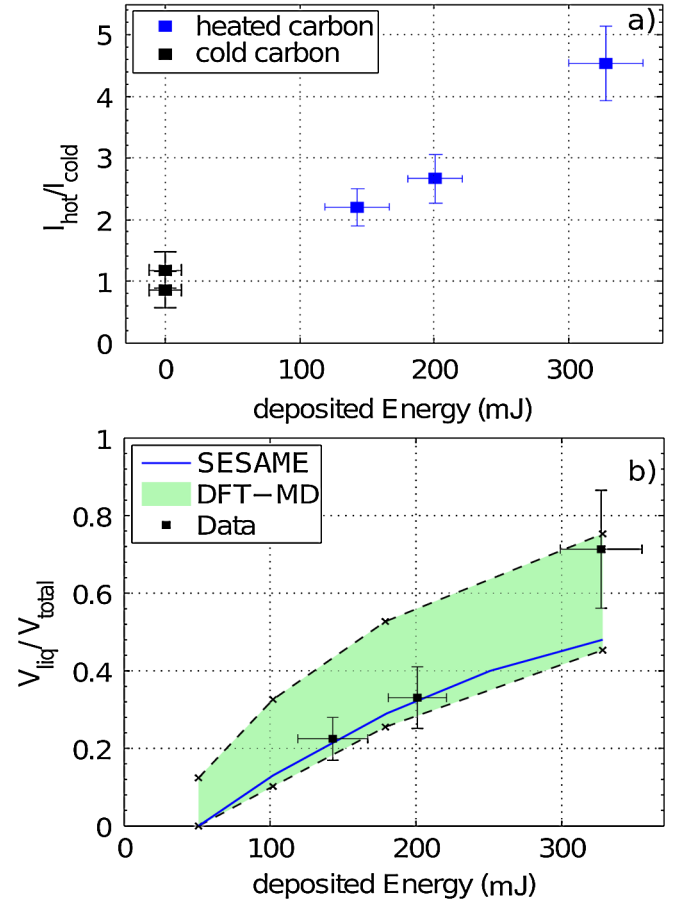 a)
heated carbon
cold carbon
5
4
3
2
1
0
I_hot/I_cold
0 100 200 300
deposited Energy (mJ)
b)
SESAME
DFT−MD
Data
1
0.8
0.6
0.4
0.2
0
V_liq/V_total
0 100 200 300
deposited Energy (mJ)